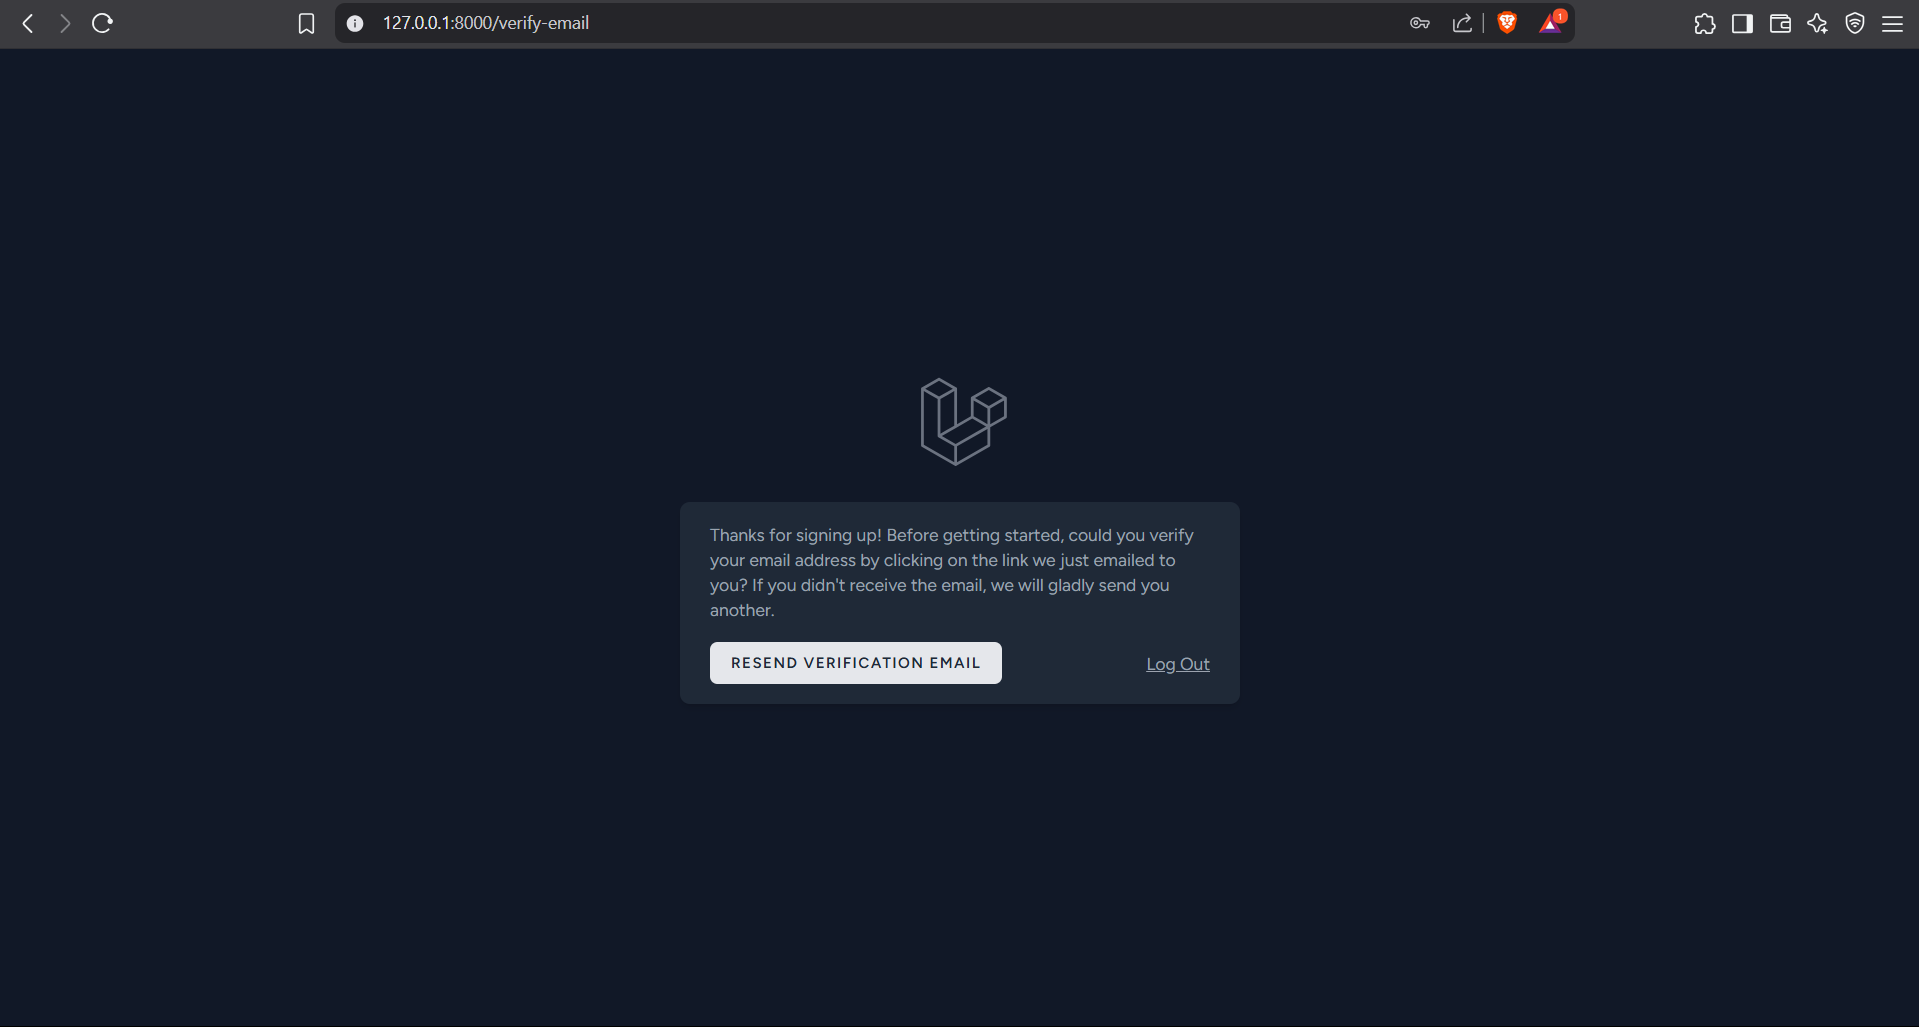 127.0.0.1:8000/verify-email
1
Thanks for signing up! Before getting started, could you verify
your email address by clicking on the link we just emailed to
you? If you didn't receive the email, we will gladly send you
another.
RESEND VERIFICATION EMAIL
Log Out